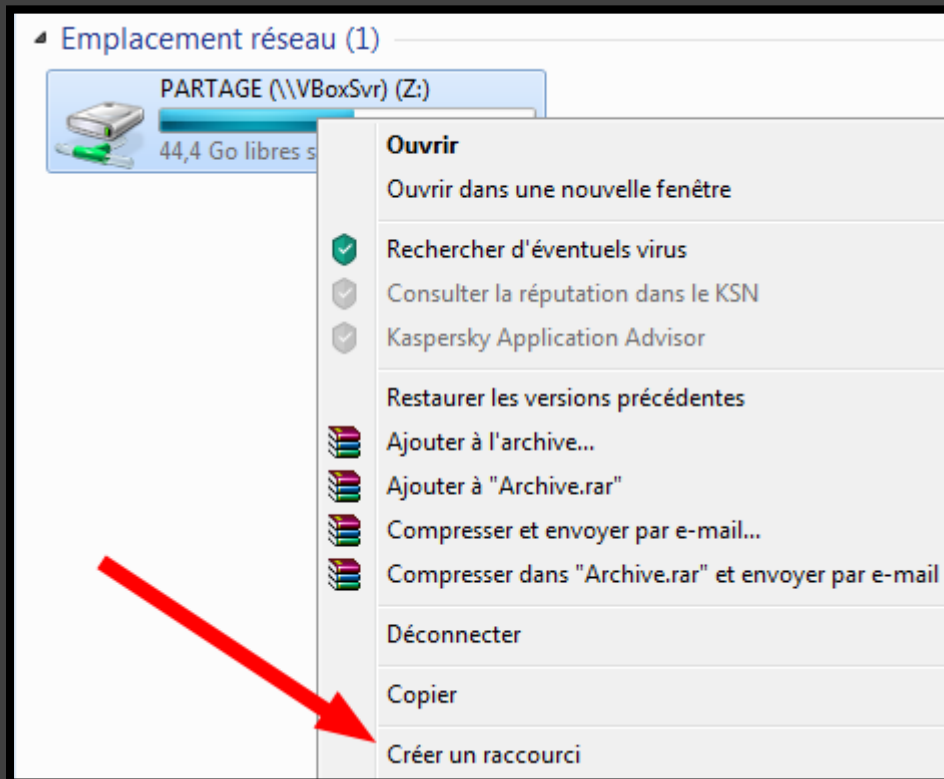 Emplacement réseau (1)
PARTAGE (\\VBoxSvr) (Z:)
44,4 Go libres s
Ouvrir
Ouvrir dans une nouvelle fenêtre
Rechercher d'éventuels virus
Consulter la réputation dans le KSN
Kaspersky Application Advisor
Restaurer les versions précédentes
Ajouter à l'archive...
Ajouter à "Archive.rar"
Compresser et envoyer par e-mail...
Compresser dans "Archive.rar" et envoyer par e-mail
Déconnecter
Copier
Créer un raccourci